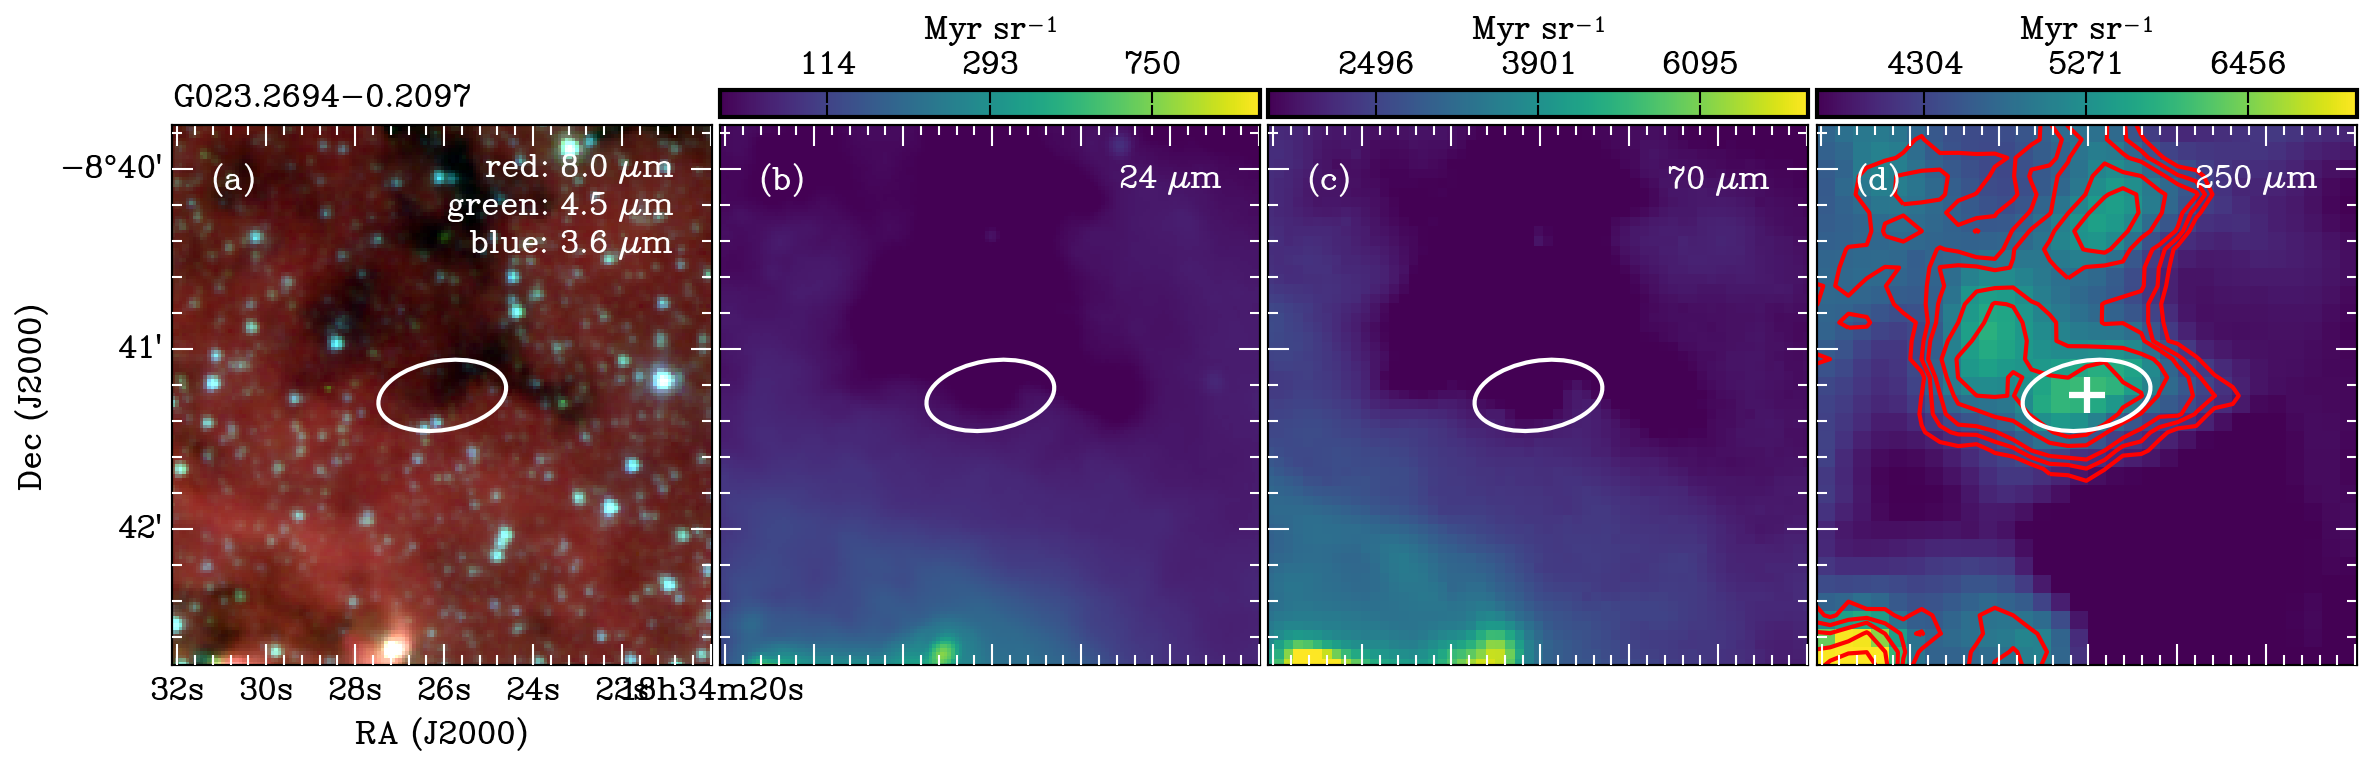 Myr sr⁻¹
114 293 750
Myr sr⁻¹
2496 3901 6095
Myr sr⁻¹
4304 5271 6456
G023.2694−0.2097
(a)
red: 8.0 μm
green: 4.5 μm
blue: 3.6 μm
(b)
24 μm
(c)
70 μm
(d)
250 μm
−8°40'
41'
42'
Dec (J2000)
32s 30s 28s 26s 24s 22s 18h34m20s
RA (J2000)